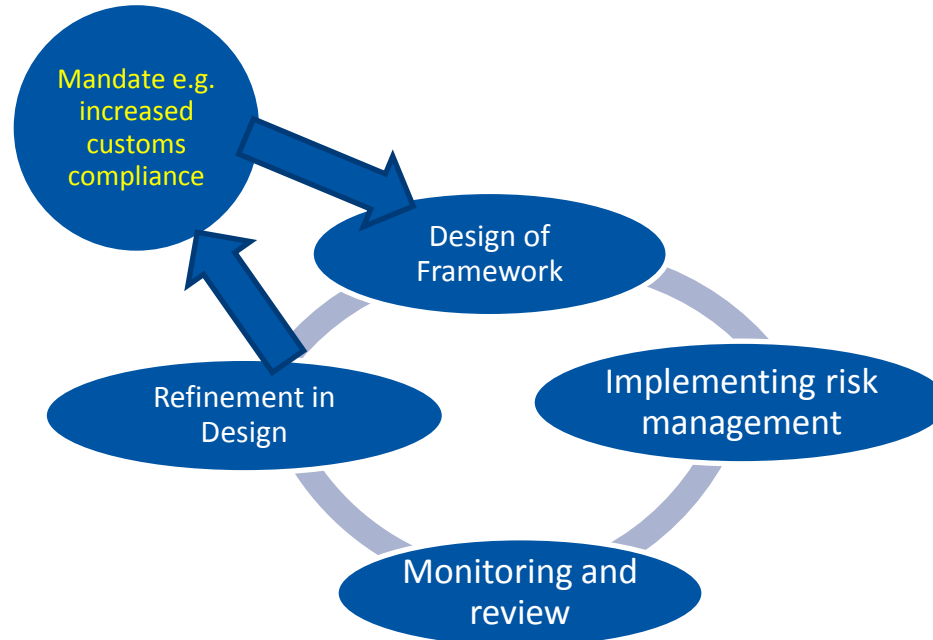 Mandate e.g.
increased
customs
compliance
Design of
Framework
Implementing risk
management
Refinement in
Design
Monitoring and
review